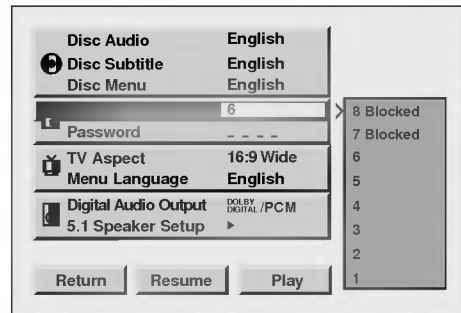 Disc Audio English
Disc Subtitle English
Disc Menu English
6
Password _ _ _ _
TV Aspect 16:9 Wide
Menu Language English
Digital Audio Output DOLBY DIGITAL /PCM
5.1 Speaker Setup
Return Resume Play
8 Blocked
7 Blocked
6
5
4
3
2
1